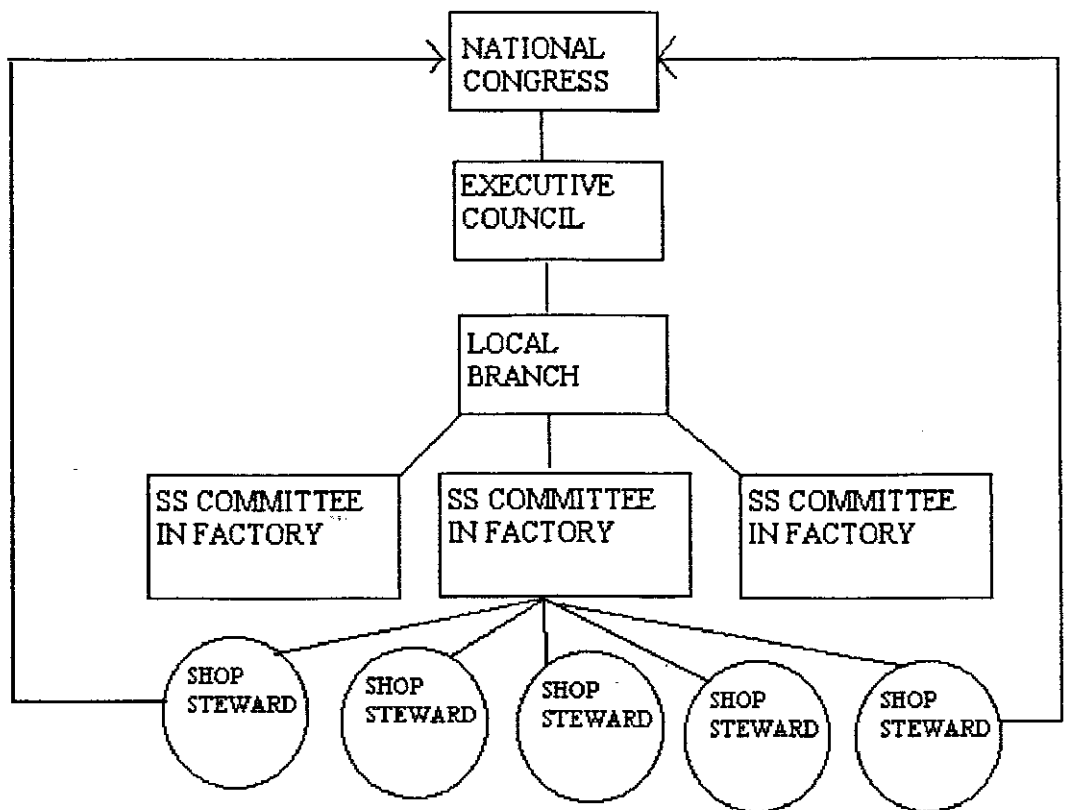 NATIONAL
CONGRESS
EXECUTIVE
COUNCIL
LOCAL
BRANCH
SS COMMITTEE
IN FACTORY
SS COMMITTEE
IN FACTORY
SS COMMITTEE
IN FACTORY
SHOP
STEWARD
SHOP
STEWARD
SHOP
STEWARD
SHOP
STEWARD
SHOP
STEWARD